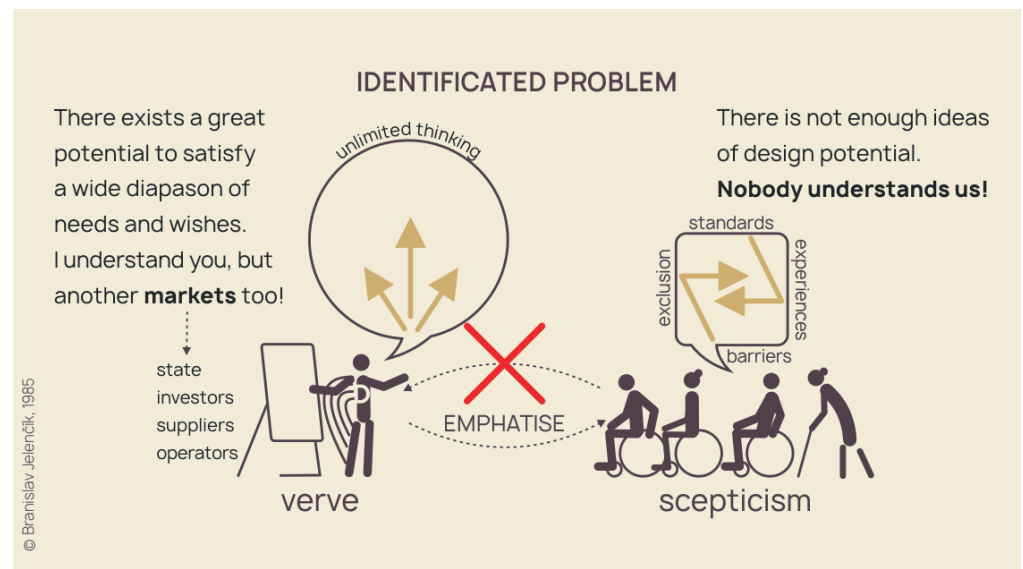 IDENTIFICATED PROBLEM
There exists a great
potential to satisfy
a wide diapason of
needs and wishes.
I understand you, but
another markets too!
state
investors
suppliers
operators
unlimited thinking
D
verve
EMPHATISE
There is not enough ideas
of design potential.
Nobody understands us!
standards
exclusion
experiences
barriers
scepticism
© Branislav Jelenčík, 1985